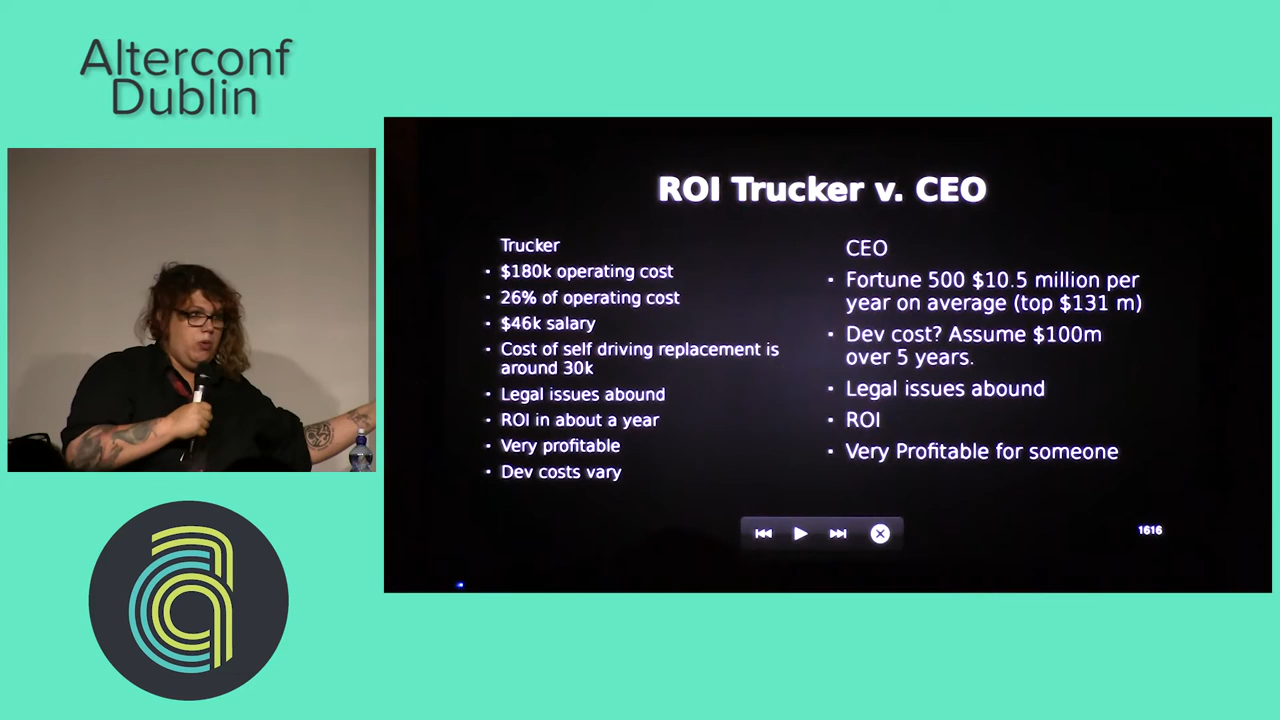 Alterconf
Dublin
ROI Trucker v. CEO
Trucker
$180k operating cost
26% of operating cost
$46k salary
Cost of self driving replacement is
around 30k
Legal issues abound
ROI in about a year
Very profitable
Dev costs vary
CEO
Fortune 500 $10.5 million per
year on average (top $131 m)
Dev cost? Assume $100m
over 5 years.
Legal issues abound
ROI
Very Profitable for someone
1616